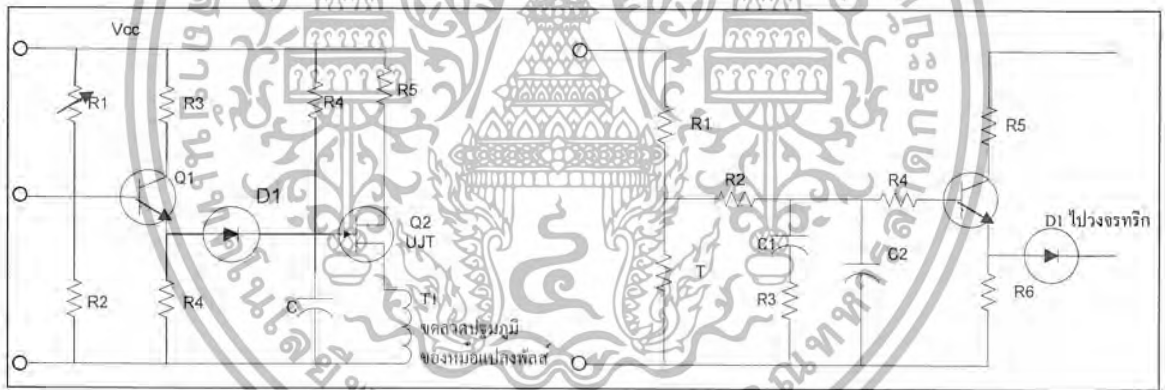 Vcc
R1
R3
R4
R5
Q1
D1
Q2
UJT
R2
R4
C
T1
ขดลวดปฐมภูมิ
ของหม้อแปลงพัลส์
R1
R2
R4
R5
C1
C2
T
R3
R6
D1 ไปวงจรทริก